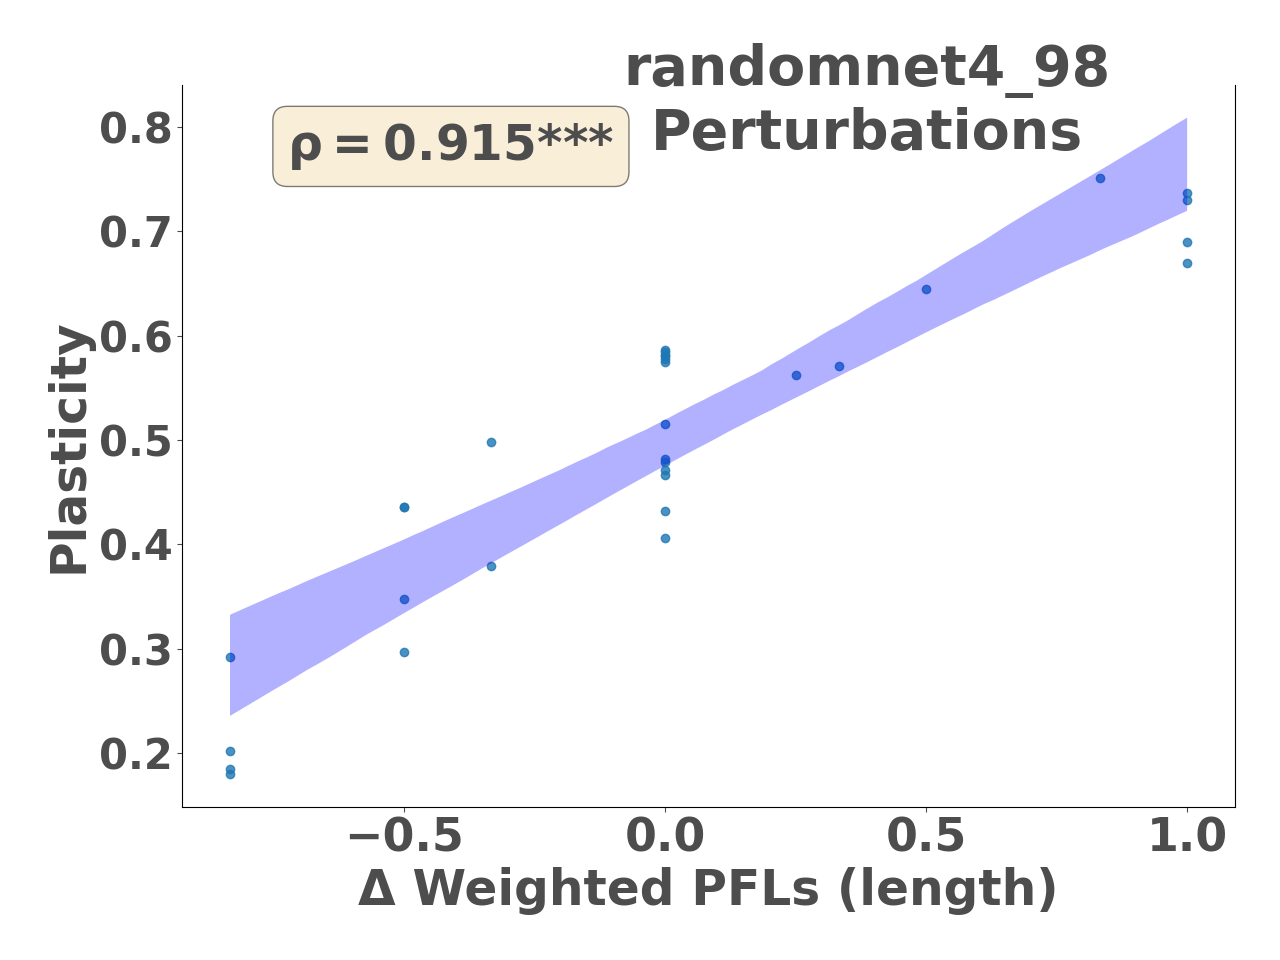 randomnet4_98
Perturbations
ρ = 0.915***
0.8
0.7
0.6
0.5
0.4
0.3
0.2
Plasticity
−0.5 0.0 0.5 1.0
Δ Weighted PFLs (length)